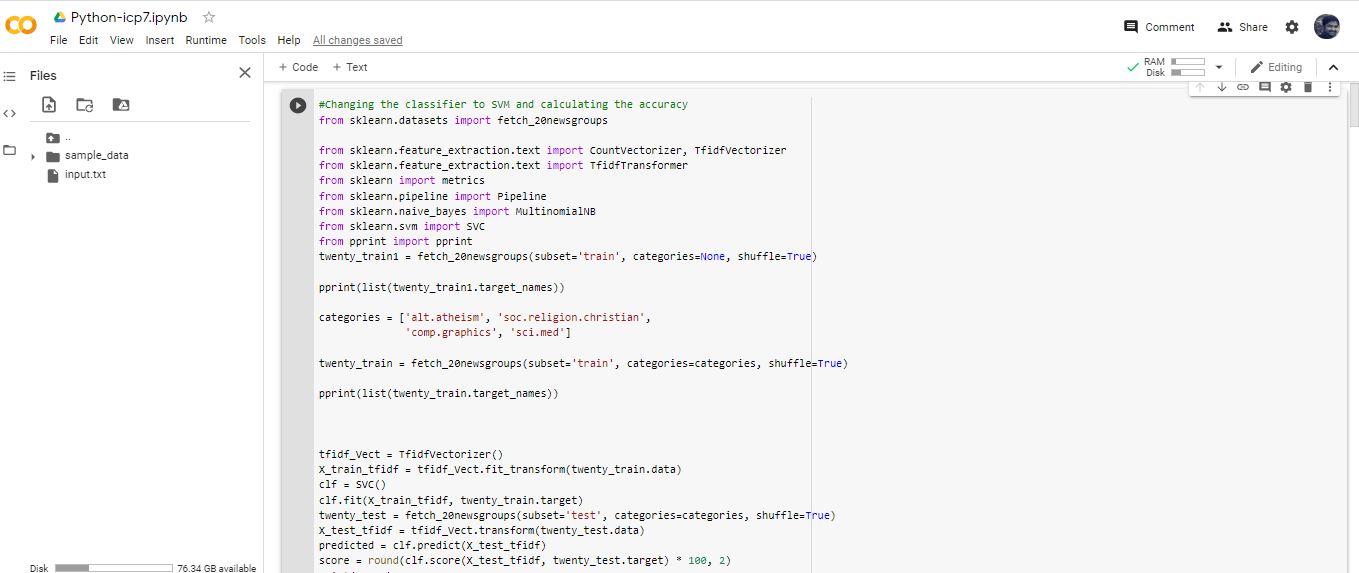 Python-icp7.ipynb
File Edit View Insert Runtime Tools Help All changes saved
Comment Share
Files
+ Code + Text
RAM
Disk
Editing
..
sample_data
input.txt
#Changing the classifier to SVM and calculating the accuracy
from sklearn.datasets import fetch_20newsgroups
from sklearn.feature_extraction.text import CountVectorizer, TfidfVectorizer
from sklearn.feature_extraction.text import TfidfTransformer
from sklearn import metrics
from sklearn.pipeline import Pipeline
from sklearn.naive_bayes import MultinomialNB
from sklearn.svm import SVC
from pprint import pprint
twenty_train1 = fetch_20newsgroups(subset='train', categories=None, shuffle=True)
pprint(list(twenty_train1.target_names))
categories = ['alt.atheism', 'soc.religion.christian',
'comp.graphics', 'sci.med']
twenty_train = fetch_20newsgroups(subset='train', categories=categories, shuffle=True)
pprint(list(twenty_train.target_names))
tfidf_Vect = TfidfVectorizer()
X_train_tfidf = tfidf_Vect.fit_transform(twenty_train.data)
clf = SVC()
clf.fit(X_train_tfidf, twenty_train.target)
twenty_test = fetch_20newsgroups(subset='test', categories=categories, shuffle=True)
X_test_tfidf = tfidf_Vect.transform(twenty_test.data)
predicted = clf.predict(X_test_tfidf)
score = round(clf.score(X_test_tfidf, twenty_test.target) * 100, 2)
Disk 76.34 GB available